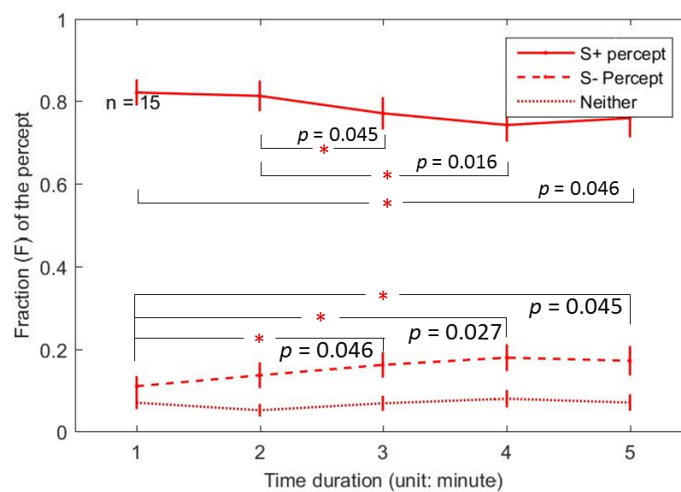 1
S+ percept
S- Percept
Neither
0.8
n = 15
p = 0.045
*
0.6
p = 0.016
*
p = 0.046
*
Fraction (F) of the percept
0.4
*
p = 0.045
*
p = 0.027
*
p = 0.046
0.2
0
1 2 3 4 5
Time duration (unit: minute)